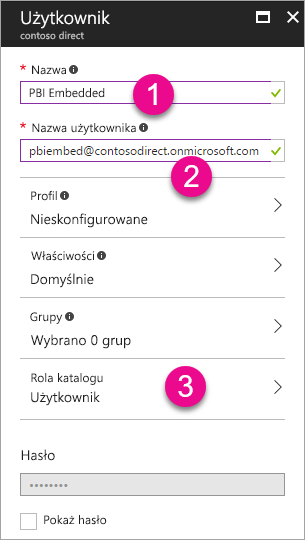 Użytkownik
contoso direct
* Nazwa
PBI Embedded
1
* Nazwa użytkownika
pbiembed@contosodirect.onmicrosoft.com
2
Profil
Nieskonfigurowane
Właściwości
Domyślnie
Grupy
Wybrano 0 grup
Rola katalogu
Użytkownik
3
Hasło
••••••••
Pokaż hasło